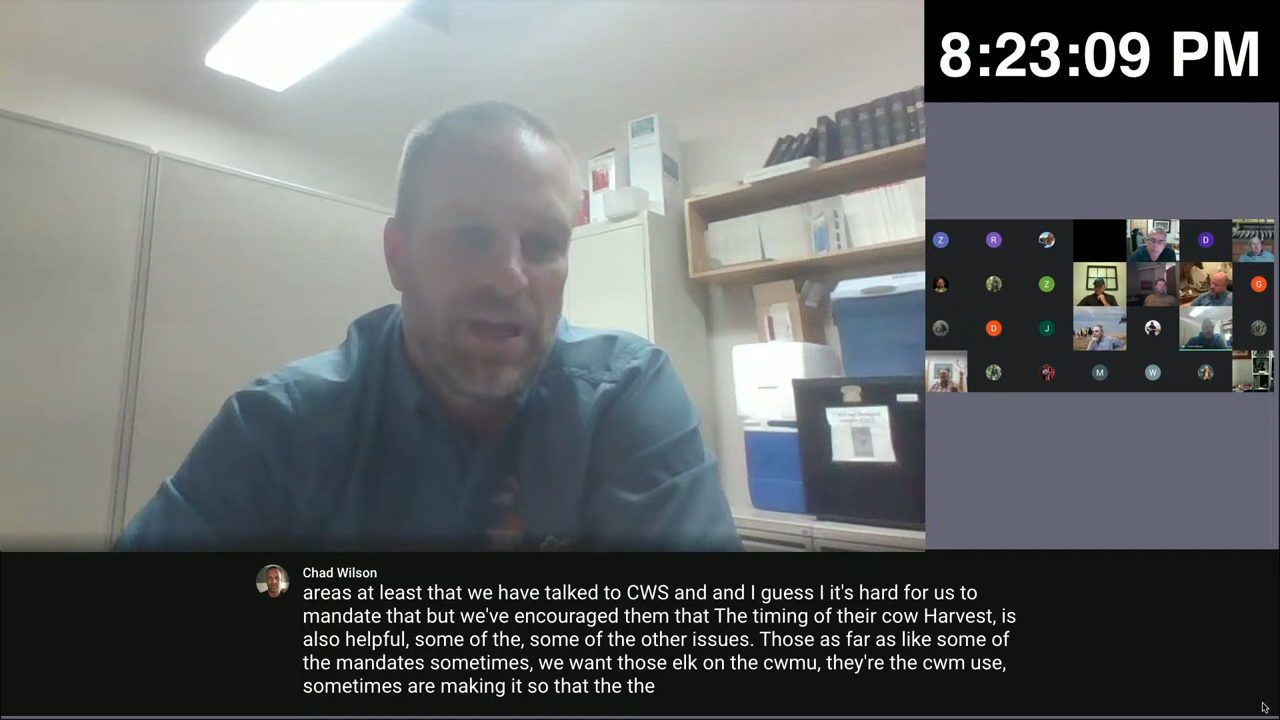 8:23:09 PM
Z
R
D
Z
G
D
J
M
W
Chad Wilson
areas at least that we have talked to CWS and and I guess I it's hard for us to
mandate that but we've encouraged them that The timing of their cow Harvest, is
also helpful, some of the, some of the other issues. Those as far as like some of
the mandates sometimes, we want those elk on the cwmu, they're the cwm use,
sometimes are making it so that the the